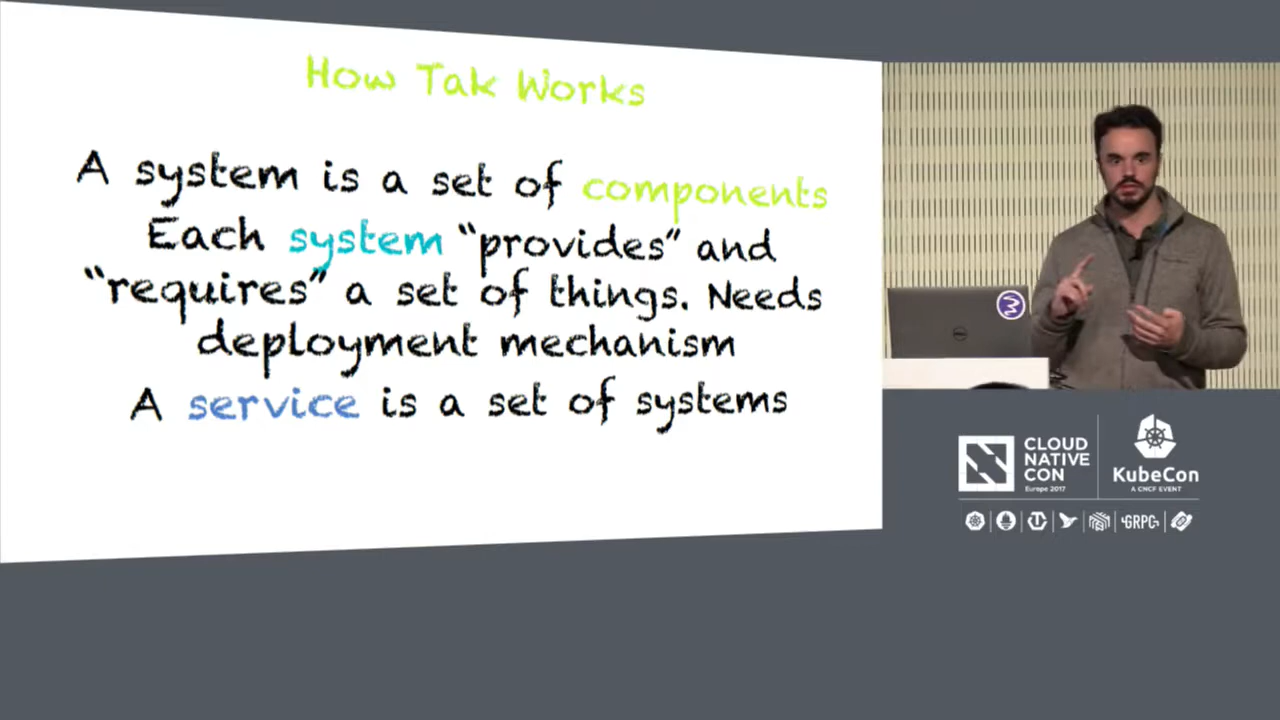 How Tak Works
A system is a set of components
Each system “provides” and
“requires” a set of things. Needs
deployment mechanism
A service is a set of systems
CLOUD
NATIVE
CON
Europe 2017
KubeCon
A CNCF EVENT
GRPC